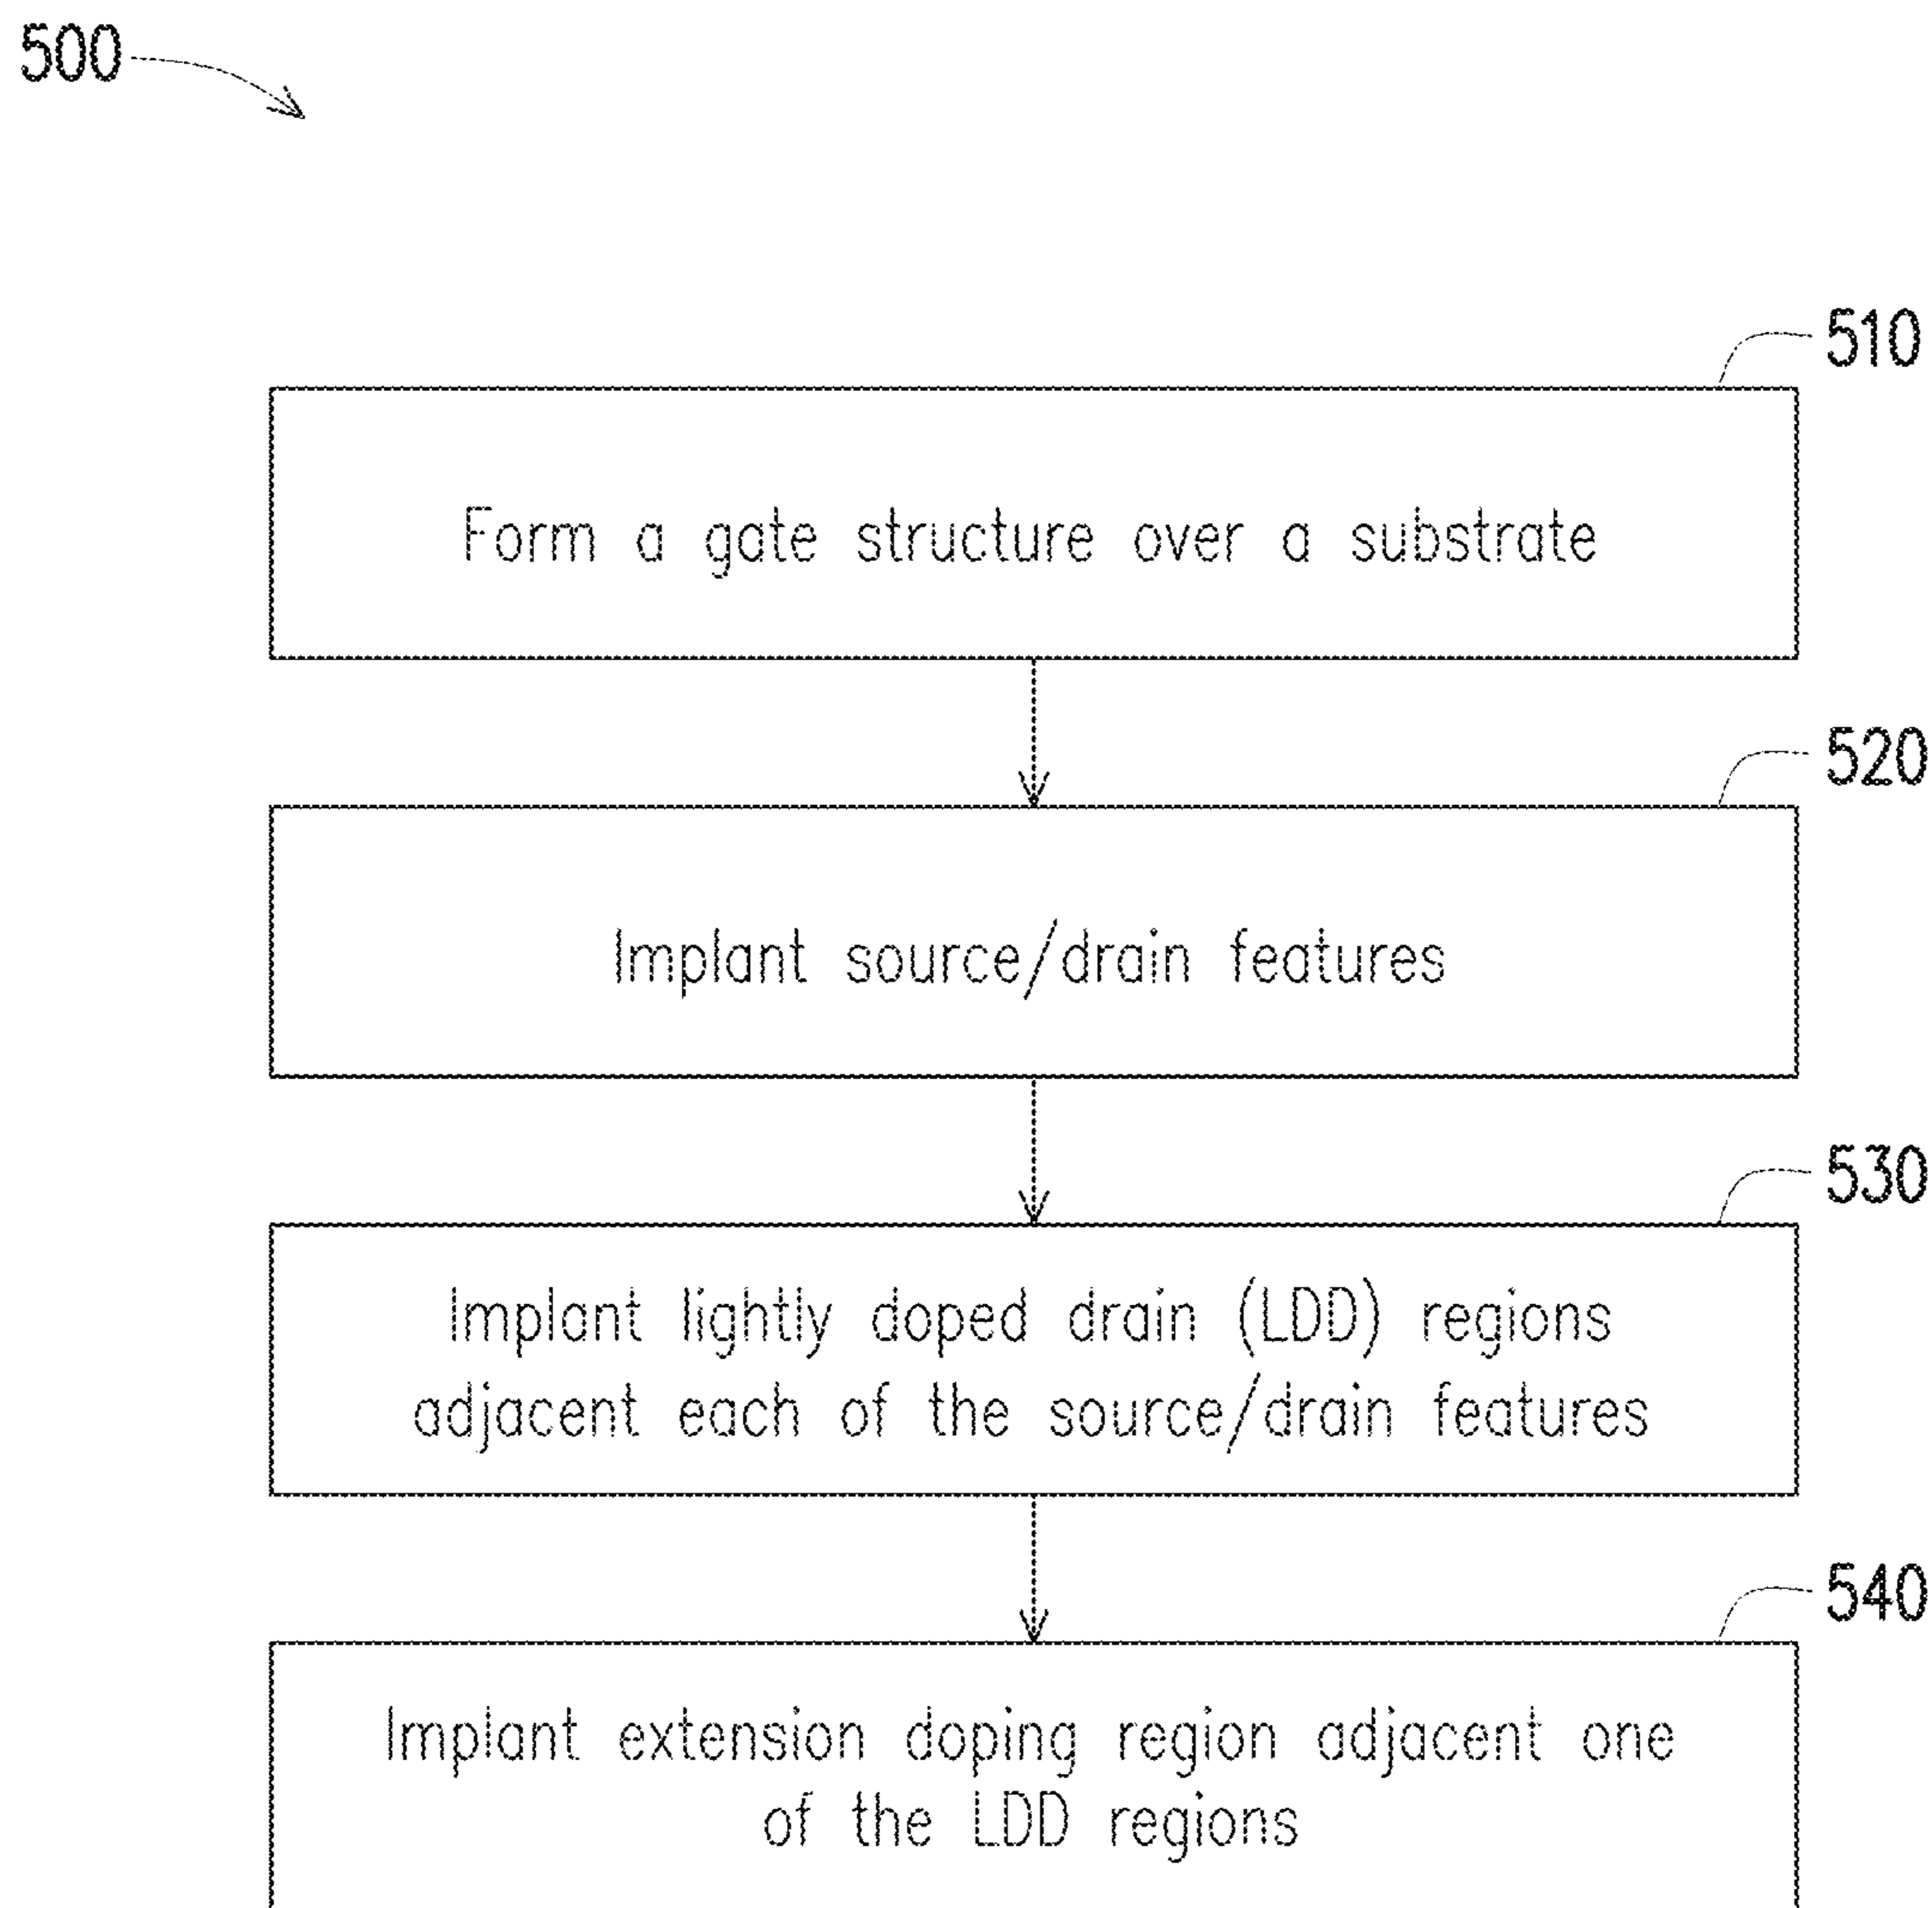 500
510
Form a gate structure over a substrate
520
Implant source/drain features
530
Implant lightly doped drain (LDD) regions
adjacent each of the source/drain features
540
Implant extension doping region adjacent one
of the LDD regions